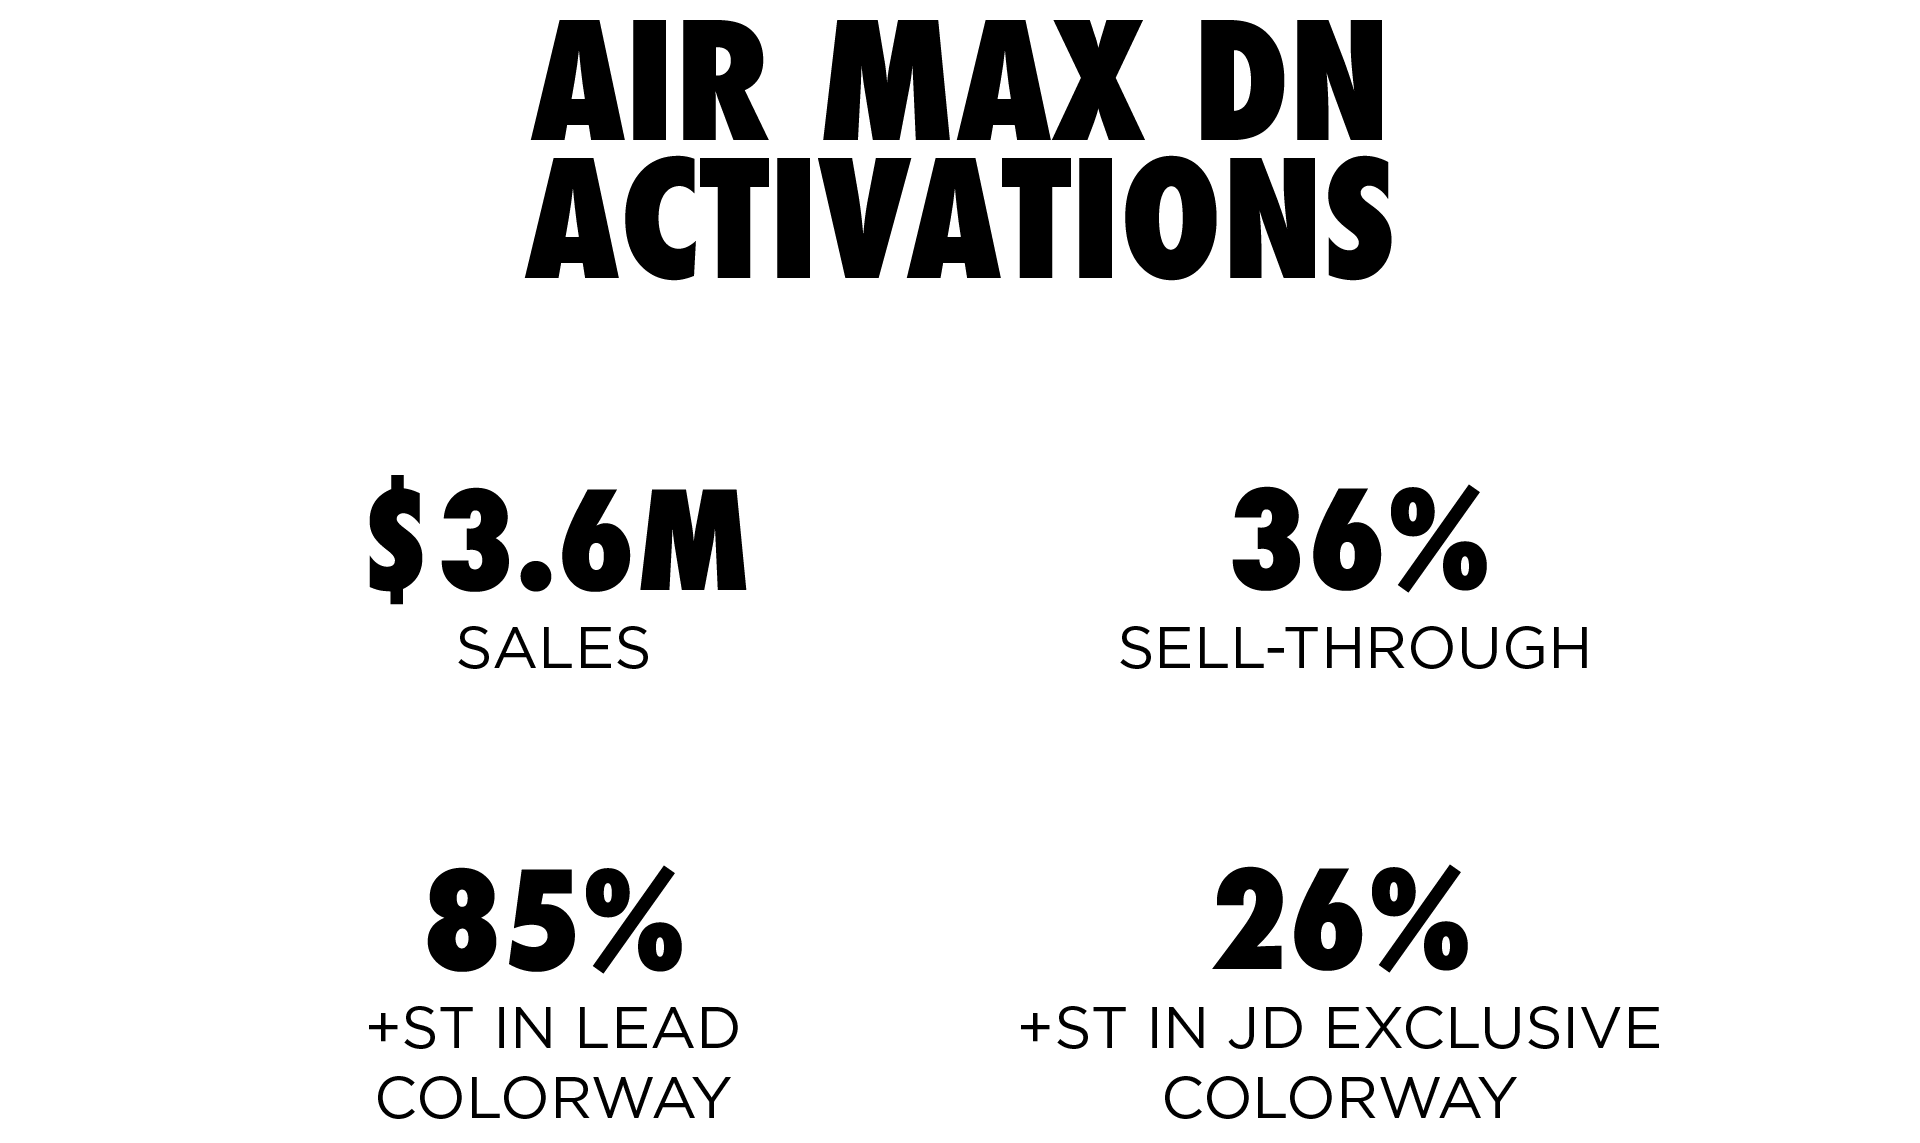 AIR MAX DN
ACTIVATIONS
$3.6M
SALES
36%
SELL-THROUGH
85%
+ST IN LEAD
COLORWAY
26%
+ST IN JD EXCLUSIVE
COLORWAY